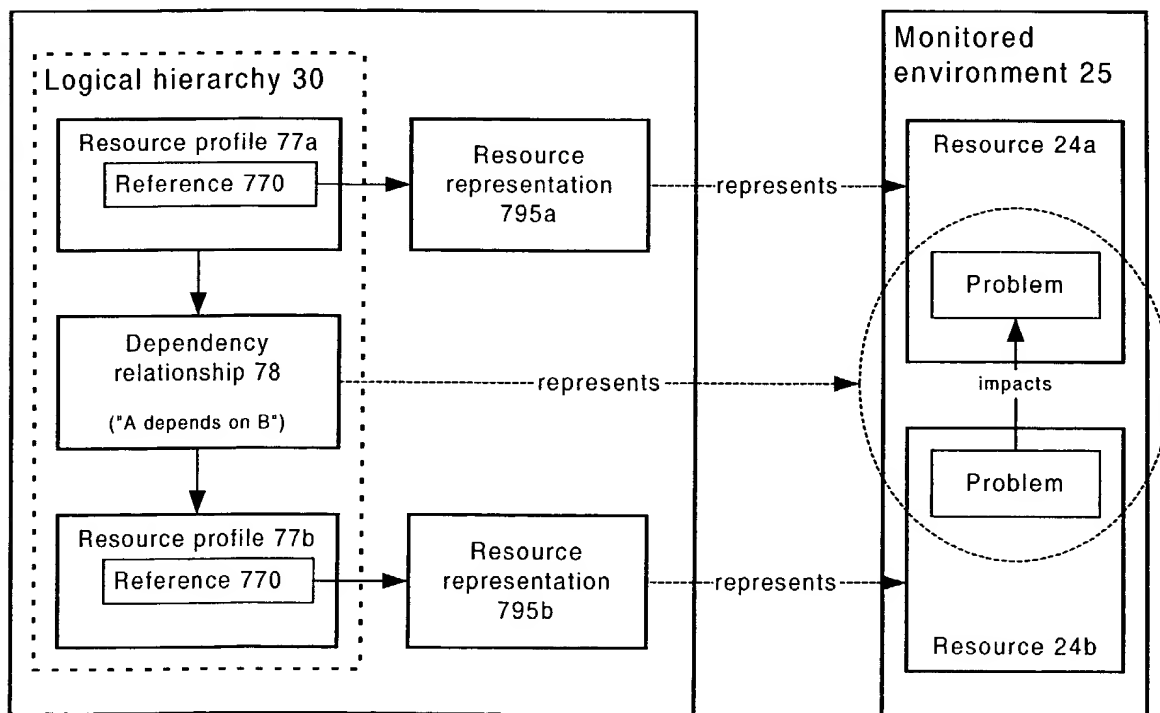 Logical hierarchy 30
Resource profile 77a
Reference 770
Resource
representation
795a
represents
Monitored
environment 25
Resource 24a
Problem
impacts
Dependency
relationship 78
("A depends on B")
represents
Problem
Resource profile 77b
Reference 770
Resource
representation
795b
represents
Resource 24b